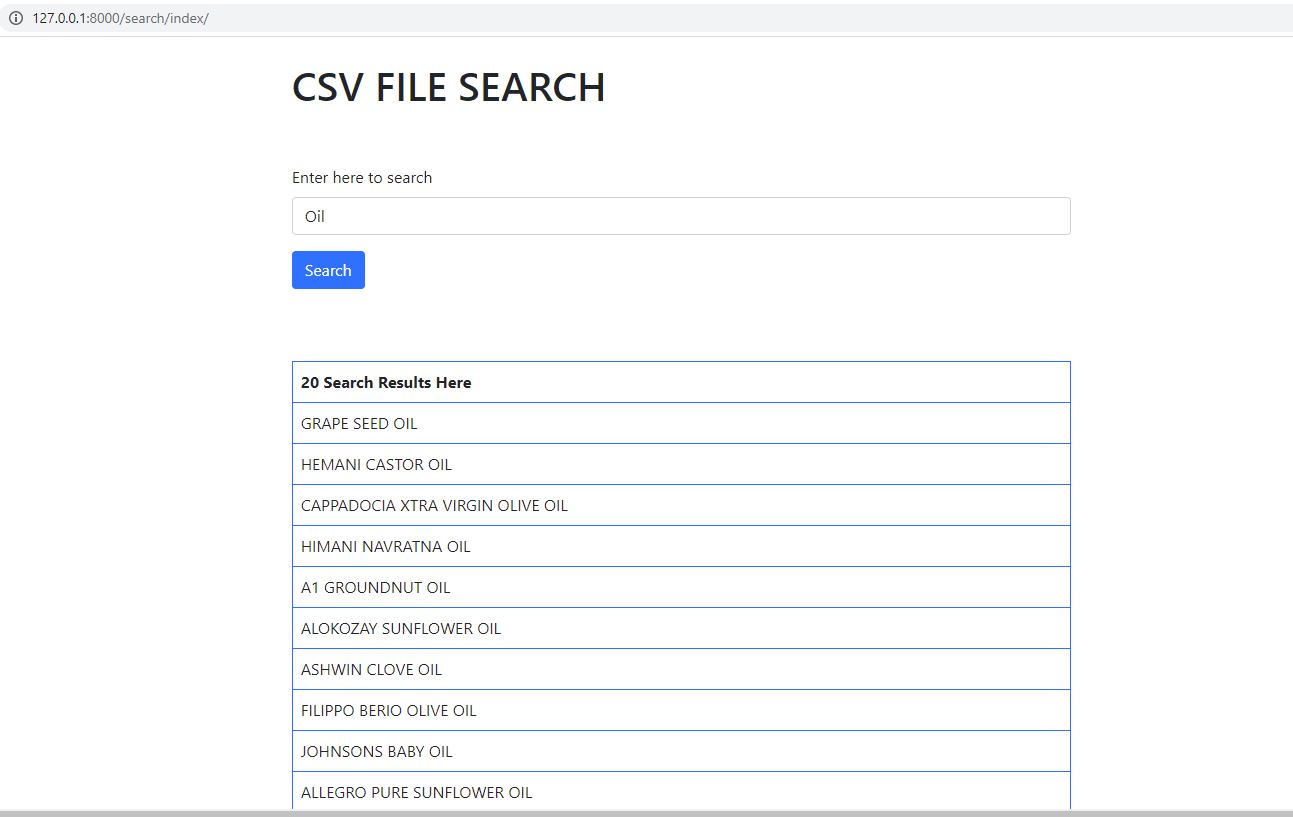 127.0.0.1:8000/search/index/
CSV FILE SEARCH
Enter here to search
Oil
Search
20 Search Results Here
GRAPE SEED OIL
HEMANI CASTOR OIL
CAPPADOCIA XTRA VIRGIN OLIVE OIL
HIMANI NAVRATNA OIL
A1 GROUNDNUT OIL
ALOKOZAY SUNFLOWER OIL
ASHWIN CLOVE OIL
FILIPPO BERIO OLIVE OIL
JOHNSONS BABY OIL
ALLEGRO PURE SUNFLOWER OIL